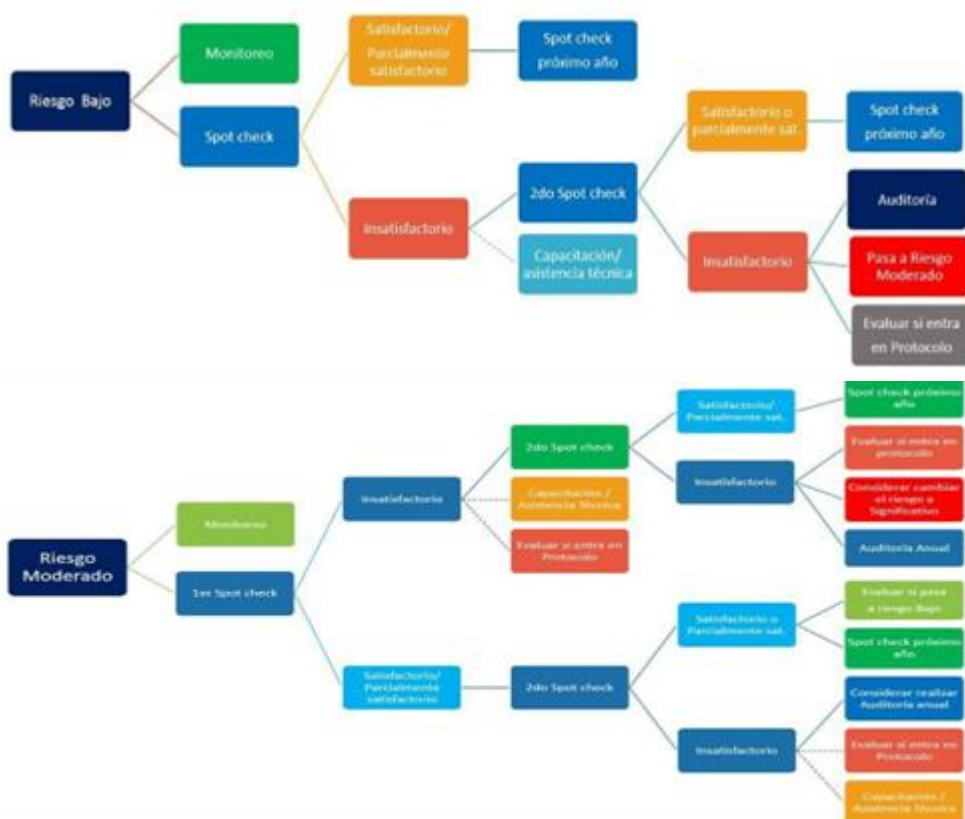 Riesgo Bajo
Monitoreo
Spot check
Satisfactorio/
Parcialmente
satisfactorio
Insatisfactorio
Spot check
próximo año
2do Spot check
Capacitación/
asistencia técnica
Satisfactorio o
parcialmente sat.
Insatisfactorio
Spot check
próximo año
Auditoría
Pasa a Riesgo
Moderado
Evaluar si entra
en Protocolo
Riesgo
Moderado
Monitoreo
1er Spot check
Insatisfactorio
Satisfactorio/
Parcialmente
satisfactorio
2do Spot check
Capacitación /
Asistencia Técnica
Evaluar si entra en
Protocolo
2do Spot check
Satisfactorio/
Parcialmente sat.
Insatisfactorio
Satisfactorio o
Parcialmente sat.
Insatisfactorio
Spot check próximo
año
Evaluar si entra en
protocolo
Considerar cambiar
el riesgo a
Significativo
Auditoría Anual
Evaluar si pasa
a riesgo Bajo
Spot check próximo
año
Considerar realizar
Auditoría anual
Evaluar si entra en
Protocolo
Capacitación /
Asistencia Técnica